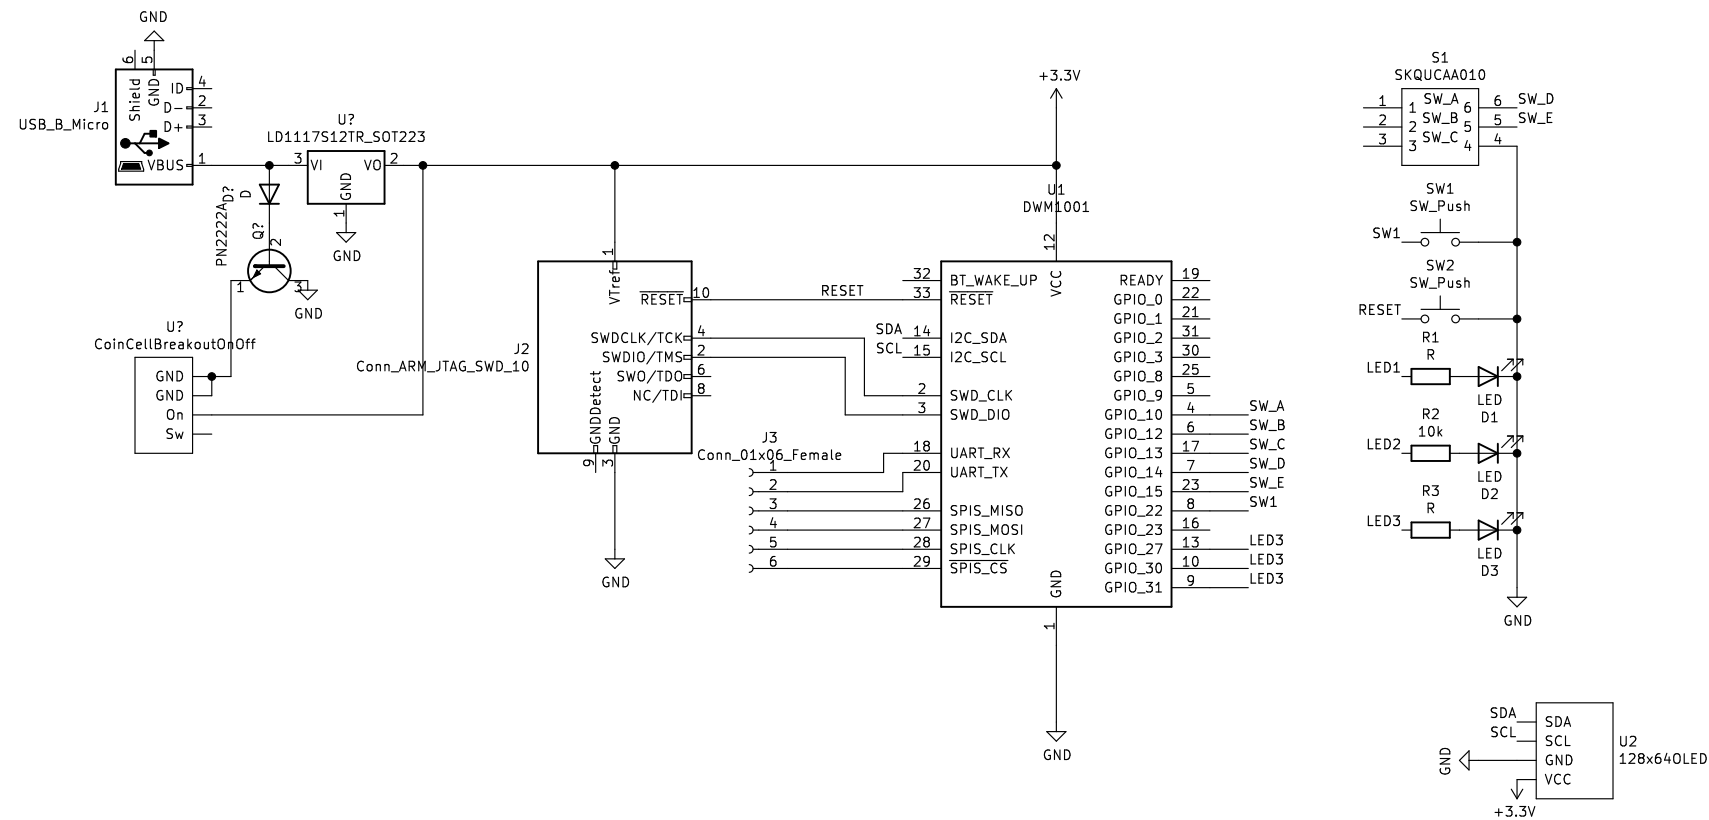 GND
6
5
Shield
GND
ID
4
D-
2
D+
3
VBUS
1
J1
USB_B_Micro
U?
LD1117S12TR_SOT223
3
VI
VO
2
GND
1
GND
D?
D
PN2222A
Q?
2
1
3
GND
U?
CoinCellBreakoutOnOff
GND
GND
On
Sw
J2
Conn_ARM_JTAG_SWD_10
1
VTref
RESET
10
SWDCLK/TCK
4
SWDIO/TMS
2
SWO/TDO
6
NC/TDI
8
GNDDetect
GND
9
3
GND
RESET
SDA
SCL
J3
Conn_01x06_Female
1
2
3
4
5
6
+3.3V
U1
DWM1001
12
VCC
32
BT_WAKE_UP
33
RESET
14
I2C_SDA
15
I2C_SCL
2
SWD_CLK
3
SWD_DIO
18
UART_RX
20
UART_TX
26
SPIS_MISO
27
SPIS_MOSI
28
SPIS_CLK
29
SPIS_CS
READY
19
GPIO_0
22
GPIO_1
21
GPIO_2
31
GPIO_3
30
GPIO_8
25
GPIO_9
5
GPIO_10
4
SW_A
GPIO_12
6
SW_B
GPIO_13
17
SW_C
GPIO_14
7
SW_D
GPIO_15
23
SW_E
GPIO_22
8
SW1
GPIO_23
16
GPIO_27
13
LED3
GPIO_30
10
LED3
GPIO_31
9
LED3
GND
1
GND
S1
SKQUCAA010
1
1
SW_A
6
6
SW_D
2
2
SW_B
5
5
SW_E
3
3
SW_C
4
4
SW1
SW_Push
SW1
SW2
SW_Push
RESET
R1
R
LED1
LED
D1
R2
10k
LED2
LED
D2
R3
R
LED3
LED
D3
GND
SDA
SDA
SCL
SCL
GND
GND
VCC
+3.3V
U2
128x64OLED